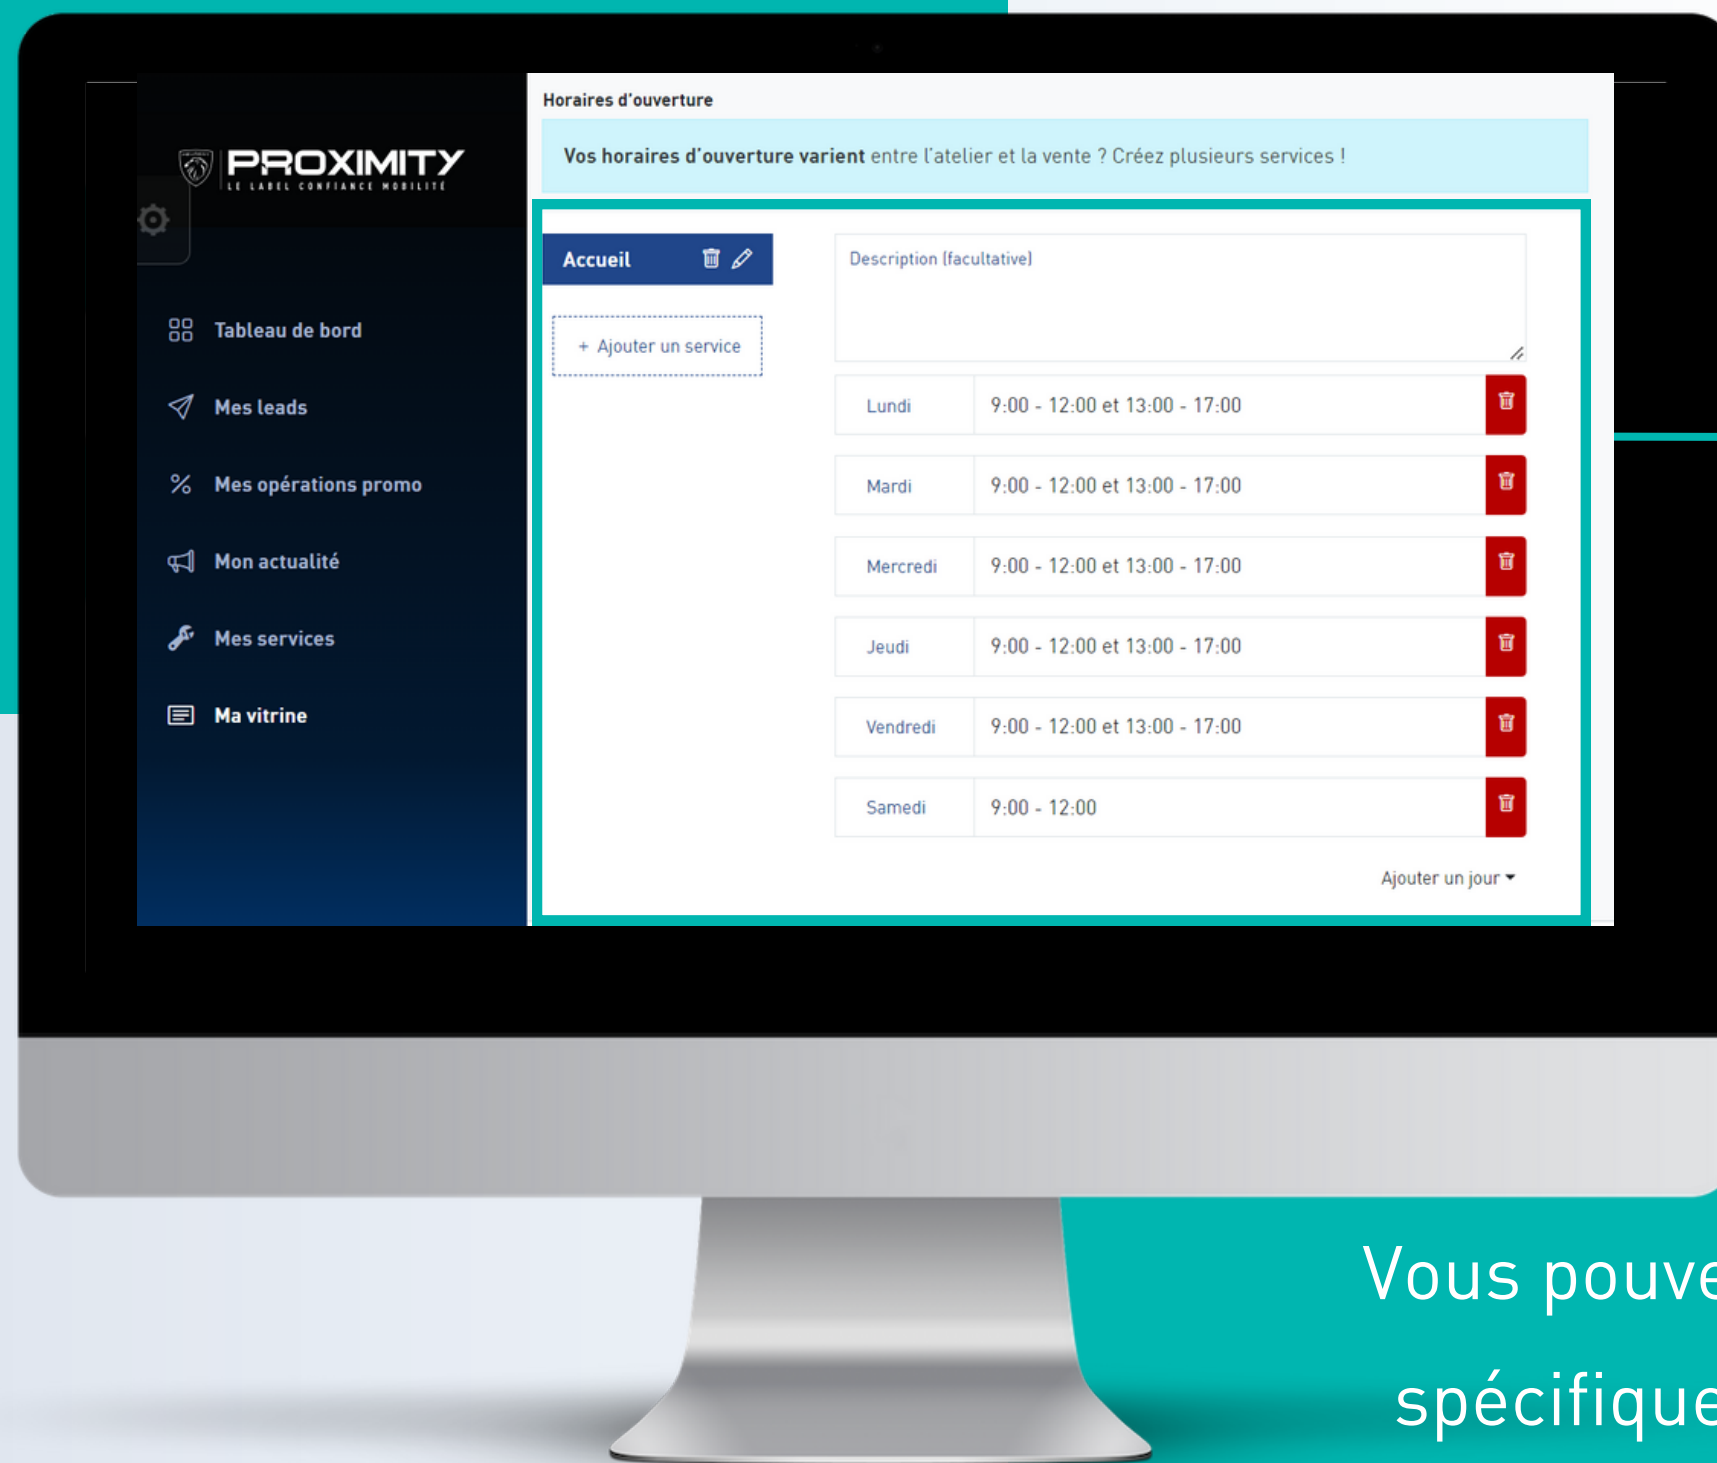 PROXIMITY
LE LABEL CONFIANCE MOBILITÉ
Tableau de bord
Mes leads
Mes opérations promo
Mon actualité
Mes services
Ma vitrine
Horaires d'ouverture
Vos horaires d'ouverture varient entre l'atelier et la vente ? Créez plusieurs services !
Accueil
+ Ajouter un service
Description (facultative)
Lundi 9:00 - 12:00 et 13:00 - 17:00
Mardi 9:00 - 12:00 et 13:00 - 17:00
Mercredi 9:00 - 12:00 et 13:00 - 17:00
Jeudi 9:00 - 12:00 et 13:00 - 17:00
Vendredi 9:00 - 12:00 et 13:00 - 17:00
Samedi 9:00 - 12:00
Ajouter un jour
Vous pouve
spécifique